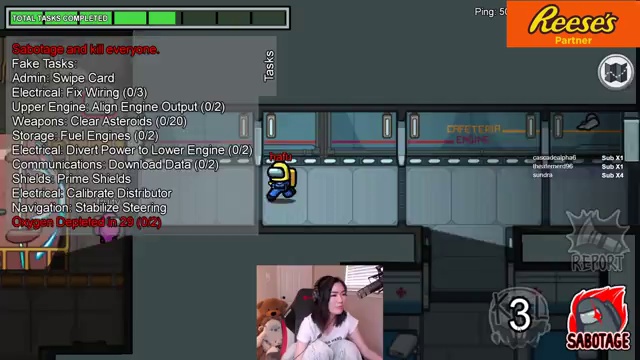 TOTAL TASKS COMPLETED
Ping: 50
Reese's
Partner
Sabotage and kill everyone.
Fake Tasks:
Admin: Swipe Card
Electrical: Fix Wiring (0/3)
Upper Engine: Align Engine Output (0/2)
Weapons: Clear Asteroids (0/20)
Storage: Fuel Engines (0/2)
Electrical: Divert Power to Lower Engine (0/2)
Communications: Download Data (0/2)
Shields: Prime Shields
Electrical: Calibrate Distributor
Navigation: Stabilize Steering
Oxygen Depleted in 29 (0/2)
Tasks
CAFETERIA
ENGINE
cascadealpha6 Sub X1
Sub X1
sundra Sub X4
REPORT
3
SABOTAGE